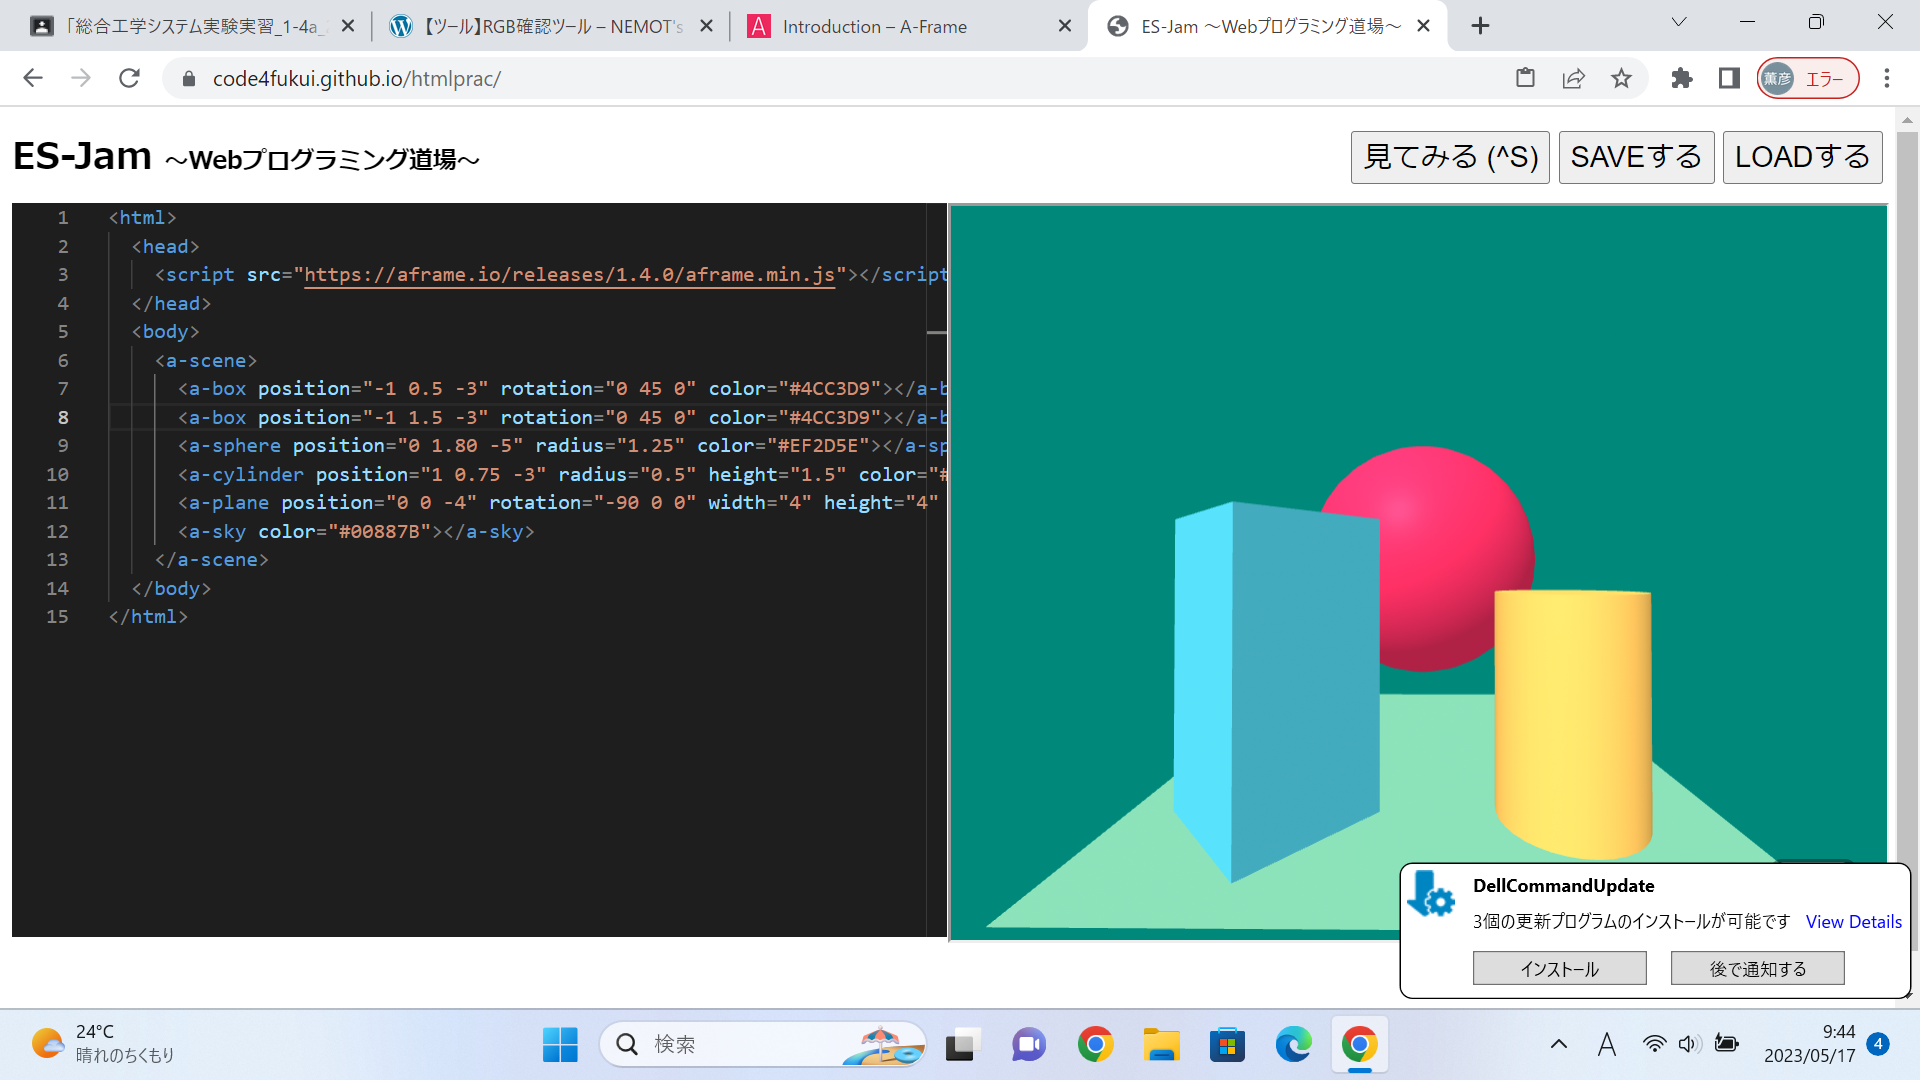 「総合工学システム実験実習_1-4a_
【ツール】RGB確認ツール – NEMOT's
Introduction – A-Frame
ES-Jam ～Webプログラミング道場～
code4fukui.github.io/htmlprac/
薫彦 エラー
ES-Jam ～Webプログラミング道場～
見てみる (^S)
SAVEする
LOADする
1 <html>
2 <head>
3 <script src="https://aframe.io/releases/1.4.0/aframe.min.js"></script
4 </head>
5 <body>
6 <a-scene>
7 <a-box position="-1 0.5 -3" rotation="0 45 0" color="#4CC3D9"></a-b
8 <a-box position="-1 1.5 -3" rotation="0 45 0" color="#4CC3D9"></a-b
9 <a-sphere position="0 1.80 -5" radius="1.25" color="#EF2D5E"></a-sp
10 <a-cylinder position="1 0.75 -3" radius="0.5" height="1.5" color="#
11 <a-plane position="0 0 -4" rotation="-90 0 0" width="4" height="4"
12 <a-sky color="#00887B"></a-sky>
13 </a-scene>
14 </body>
15 </html>
DellCommandUpdate
3個の更新プログラムのインストールが可能です View Details
インストール
後で通知する
24°C
晴れのちくもり
検索
A
9:44
2023/05/17
4